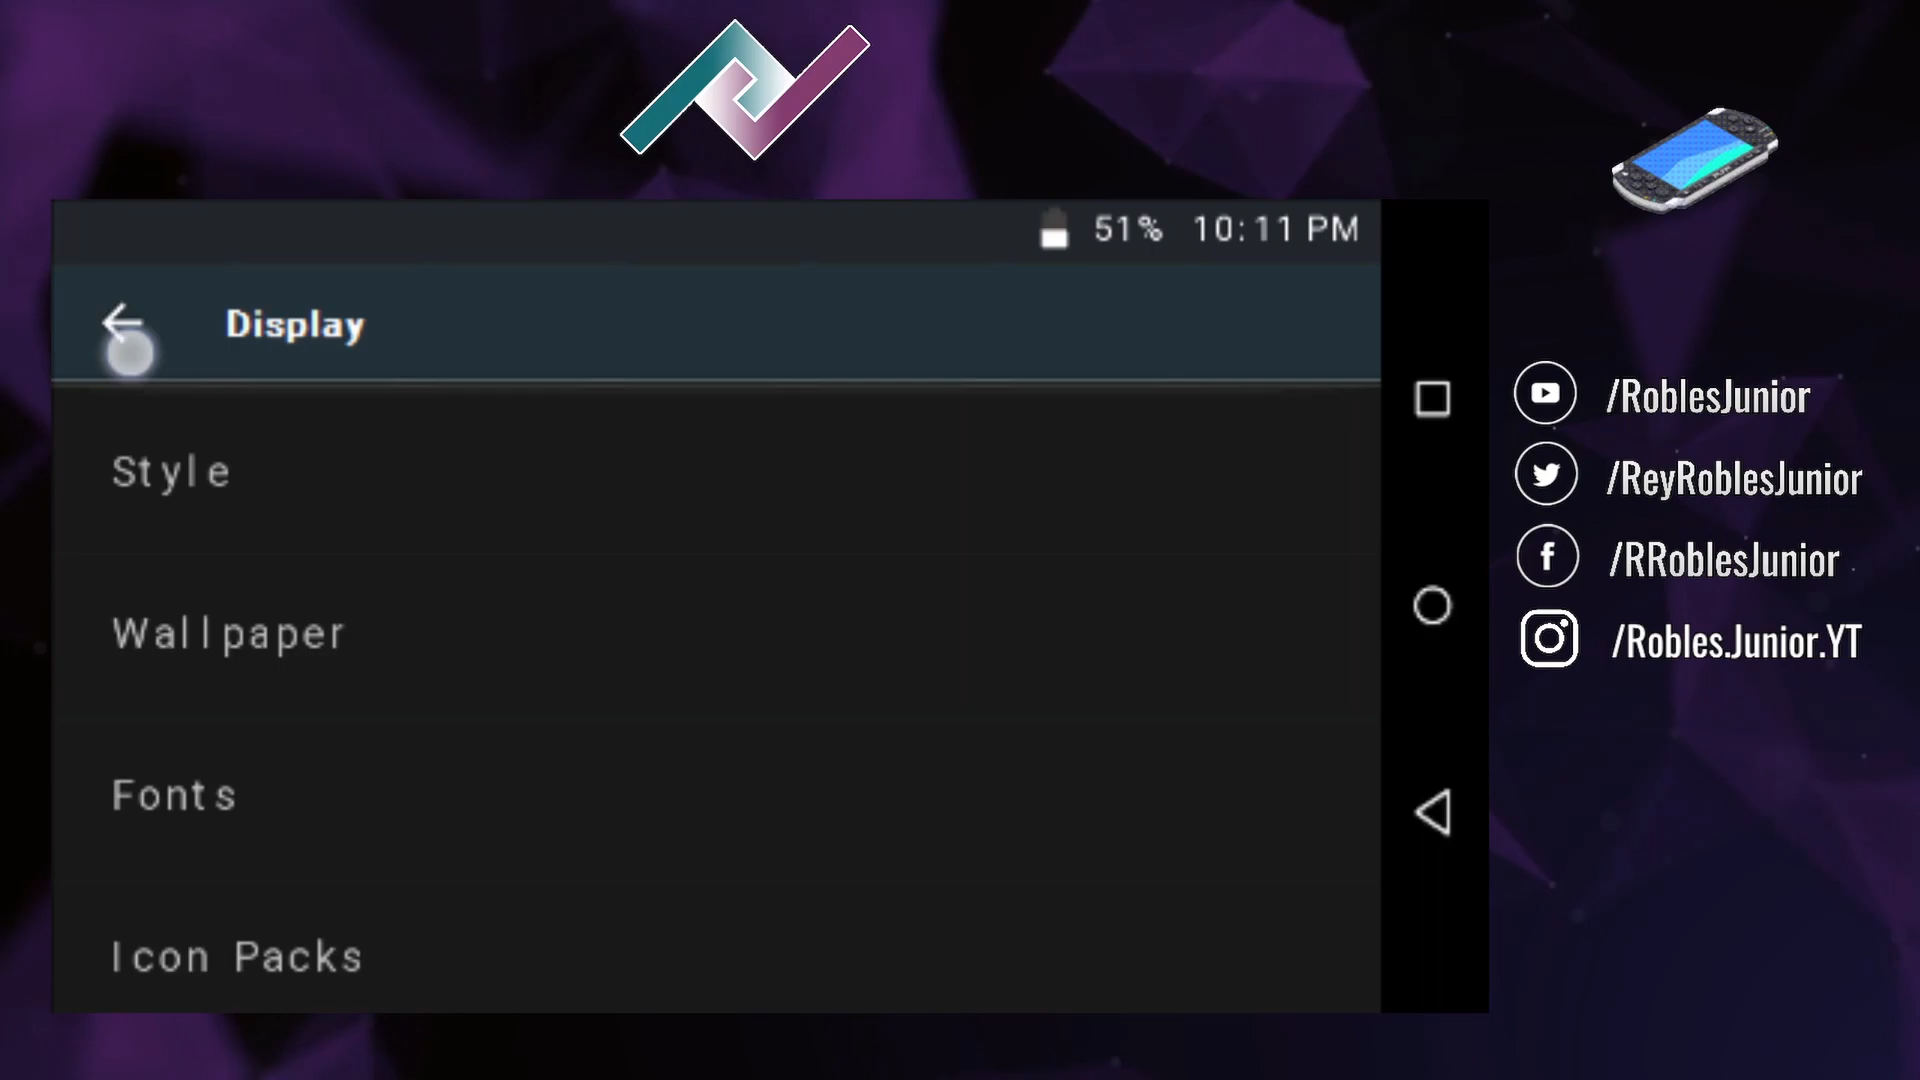 51% 10:11 PM
Display
Style
Wallpaper
Fonts
Icon Packs
/RoblesJunior
/ReyRoblesJunior
/RRoblesJunior
/Robles.Junior.YT